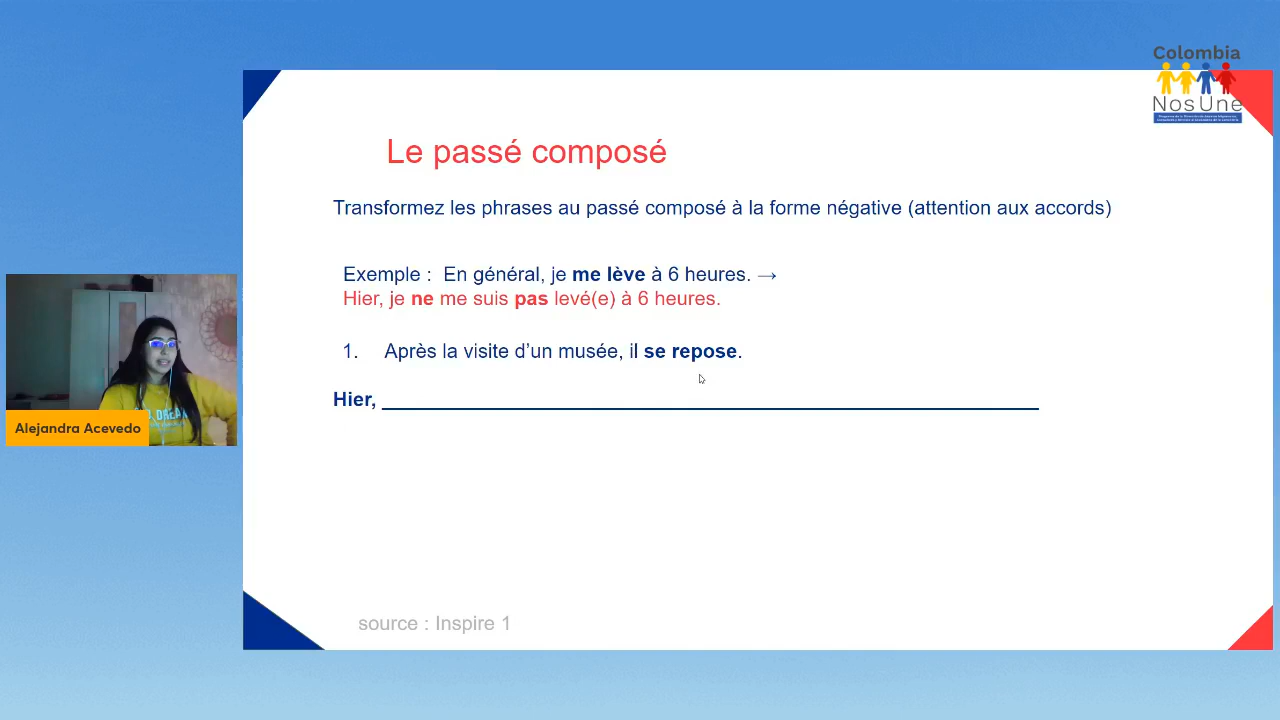 Colombia
NosUne
Le passé composé
Transformez les phrases au passé composé à la forme négative (attention aux accords)
Exemple : En général, je me lève à 6 heures. →
Hier, je ne me suis pas levé(e) à 6 heures.
1. Après la visite d’un musée, il se repose.
Hier, ___
Alejandra Acevedo
source : Inspire 1